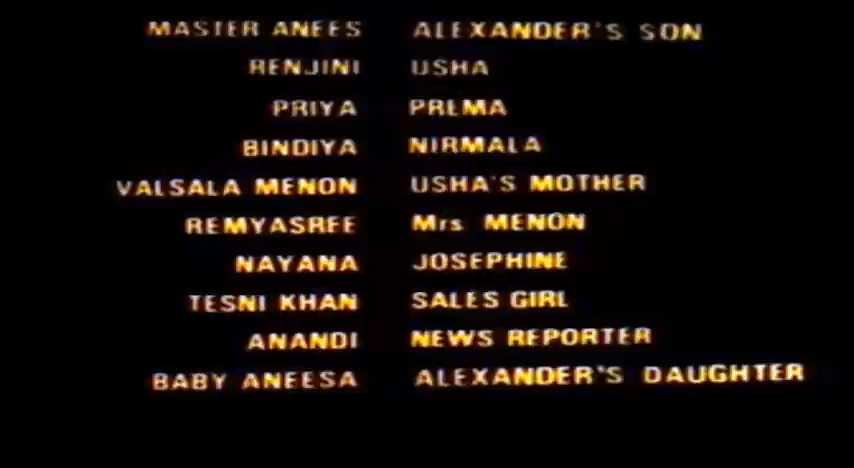 MASTER ANEES ALEXANDER'S SON
RENJINI USHA
PRIYA PREMA
BINDIYA NIRMALA
VALSALA MENON USHA'S MOTHER
REMYASREE Mrs MENON
NAYANA JOSEPHINE
TESNI KHAN SALES GIRL
ANANDI NEWS REPORTER
BABY ANEESA ALEXANDER'S DAUGHTER